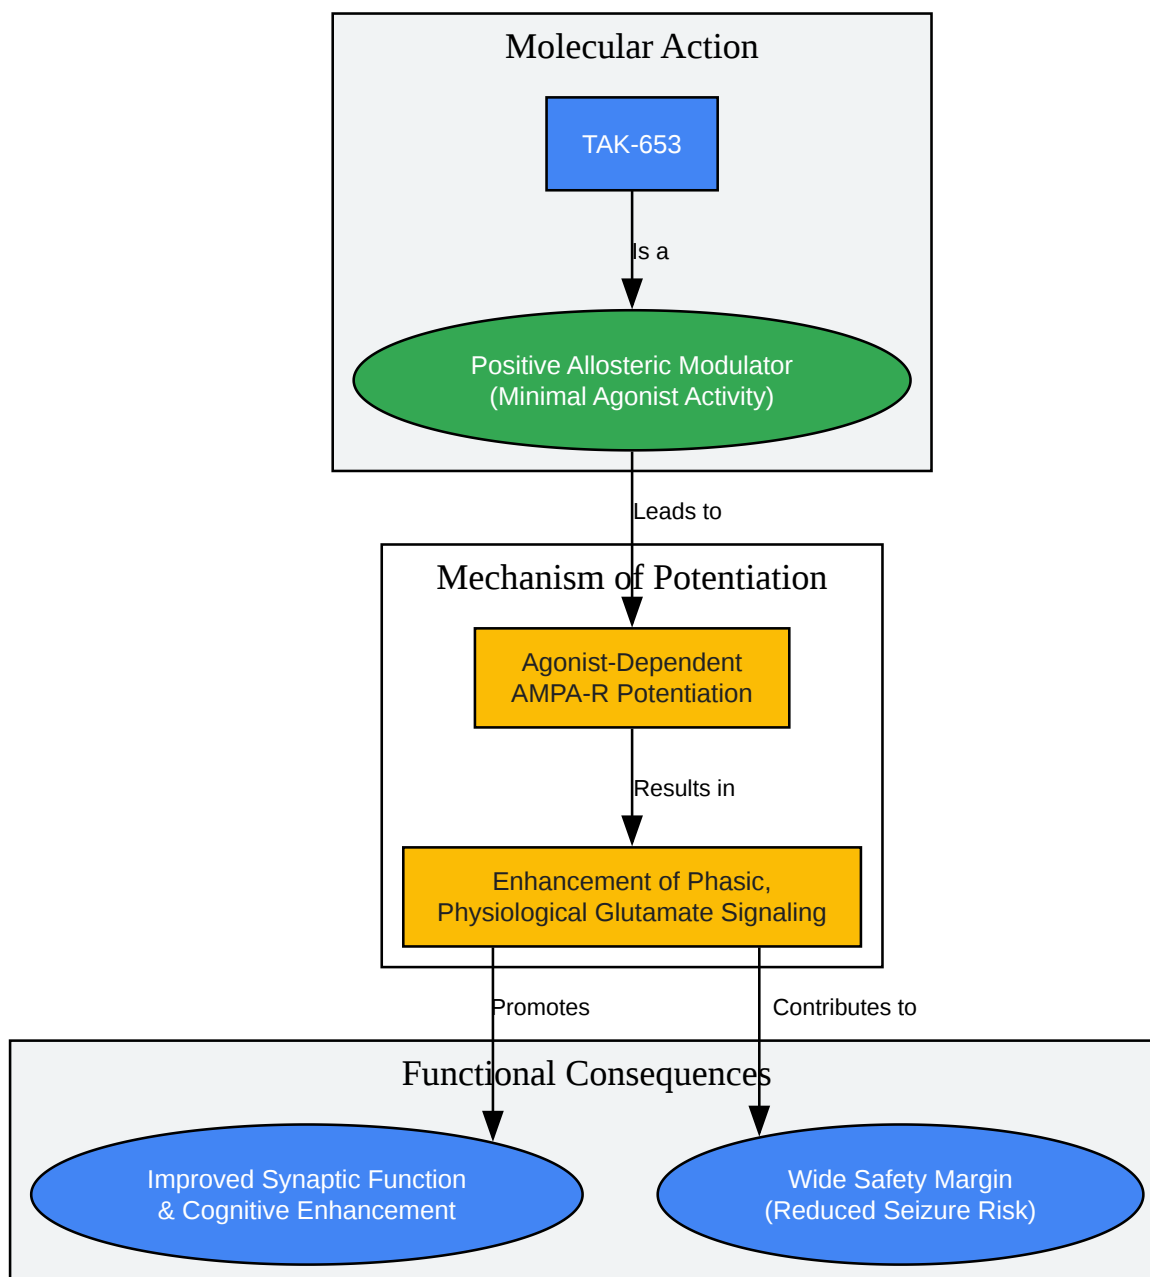 Molecular Action
TAK-653
Is a
Positive Allosteric Modulator
(Minimal Agonist Activity)
Leads to
Mechanism of Potentiation
Agonist-Dependent
AMPA-R Potentiation
Results in
Enhancement of Phasic,
Physiological Glutamate Signaling
Promotes
Contributes to
Functional Consequences
Improved Synaptic Function
& Cognitive Enhancement
Wide Safety Margin
(Reduced Seizure Risk)